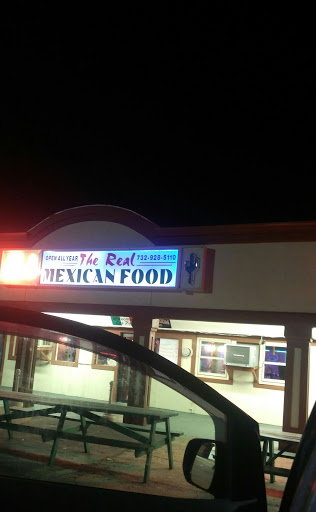 OPEN ALL YEAR The Real 732-928-5110
MEXICAN FOOD